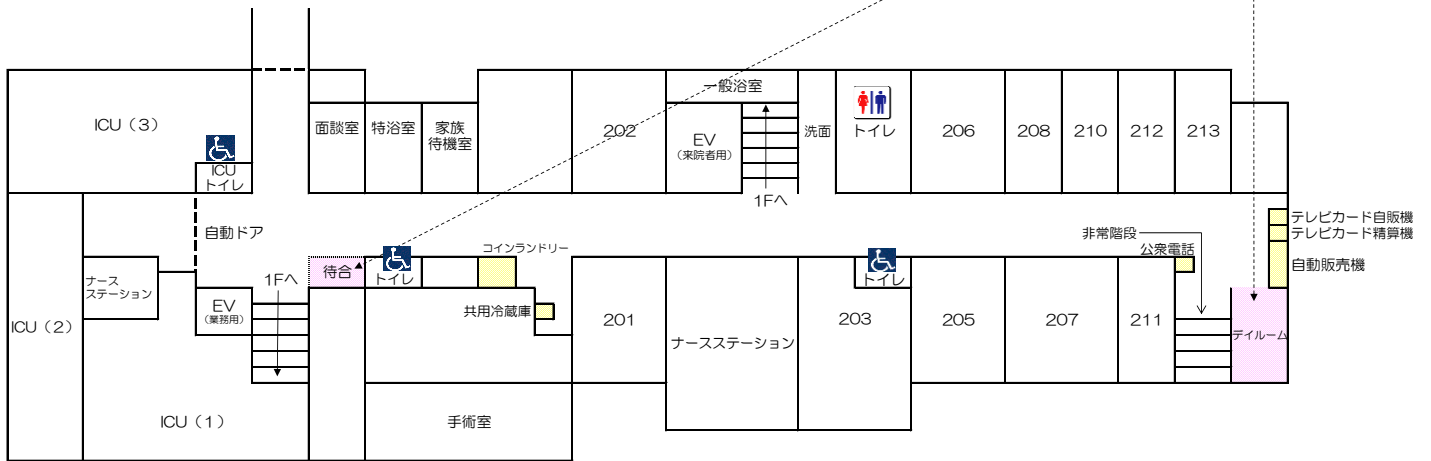 ICU（3）
ICU
トイレ
面談室
特浴室
家族
待機室
202
一般浴室
EV
（来院者用）
1Fへ
洗面
トイレ
206
208
210
212
213
自動ドア
テレビカード自販機
テレビカード精算機
自動販売機
非常階段
公衆電話
ナース
ステーション
1Fへ
待合
トイレ
コインランドリー
トイレ
EV
（業務用）
共用冷蔵庫
ICU（2）
201
ナースステーション
203
205
207
211
デイルーム
ICU（1）
手術室